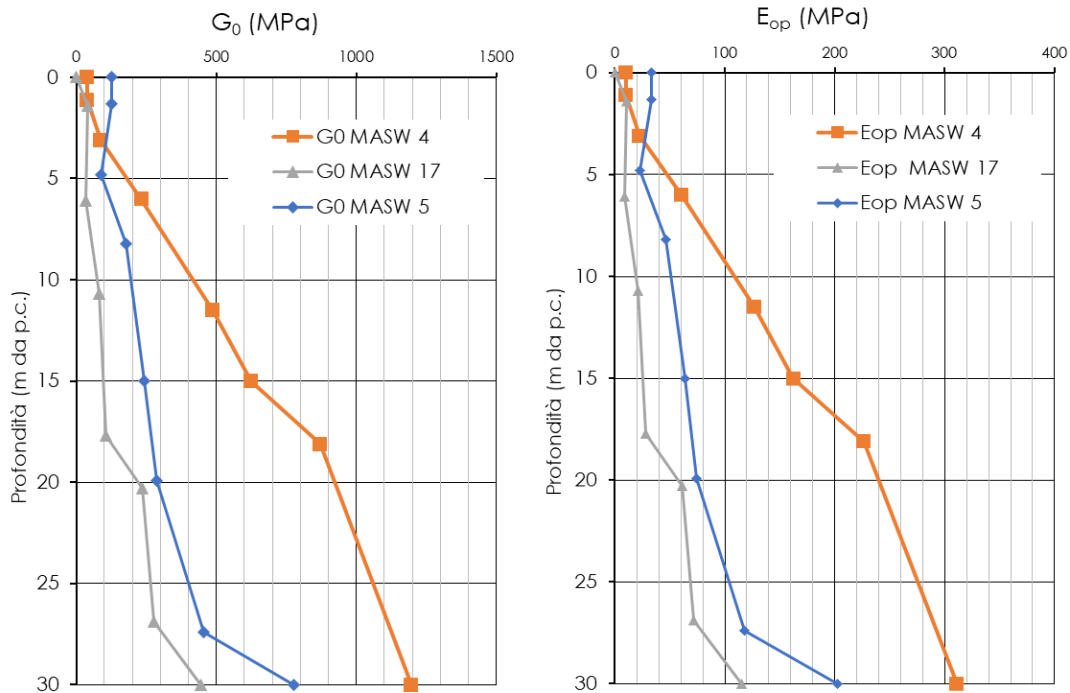 G0 (MPa)
0 500 1000 1500
0
5
10
15
20
25
30
Profondità (m da p.c.)
G0 MASW 4
G0 MASW 17
G0 MASW 5
Eop (MPa)
0 100 200 300 400
0
5
10
15
20
25
30
Profondità (m da p.c.)
Eop MASW 4
Eop MASW 17
Eop MASW 5